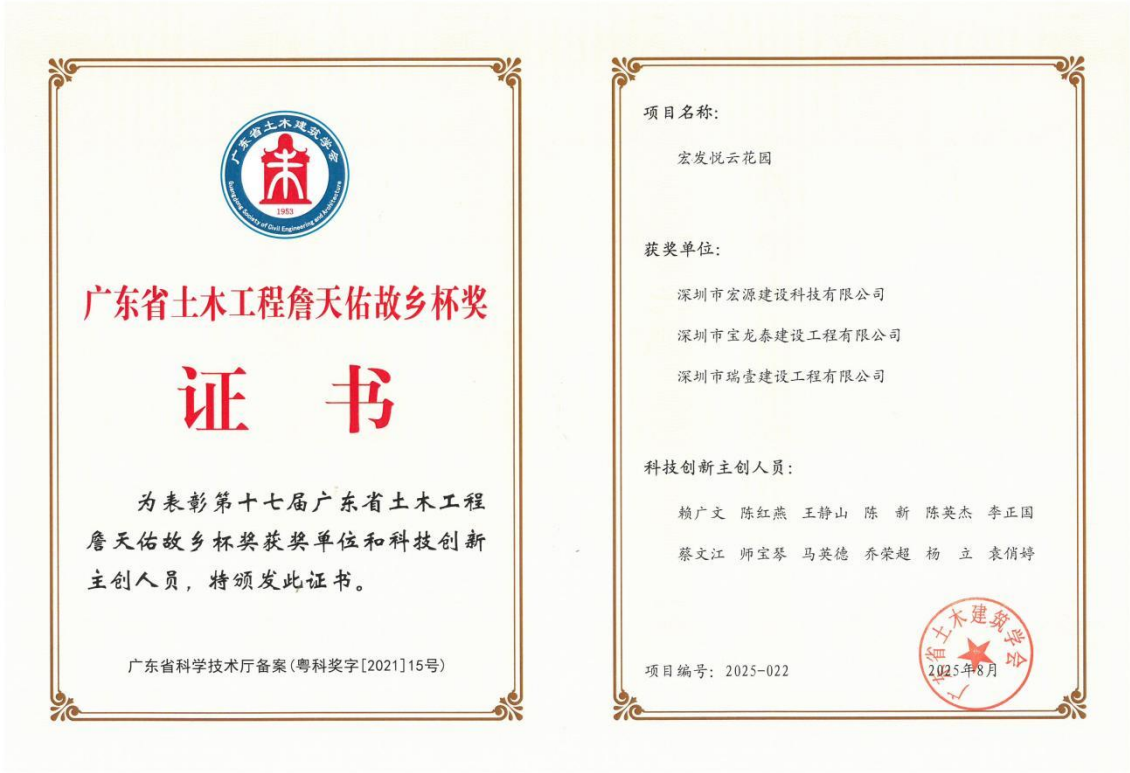 广东省土木建筑学会
1953
Guangdong Society of Civil Engineering and Architecture
广东省土木工程詹天佑故乡杯奖
证 书
为表彰第十七届广东省土木工程
詹天佑故乡杯奖获奖单位和科技创新
主创人员，特颁发此证书。
广东省科学技术厅备案(粤科奖字[2021]15号)
项目名称：
宏发悦云花园
获奖单位：
深圳市宏源建设科技有限公司
深圳市宝龙泰建设工程有限公司
深圳市瑞壹建设工程有限公司
科技创新主创人员：
赖广文 陈红燕 王静山 陈 新 陈英杰 李正国
蔡文江 师宝琴 马英德 乔荣超 杨 立 袁俏婷
项目编号：2025-022
2025年8月
广东省土木建筑学会